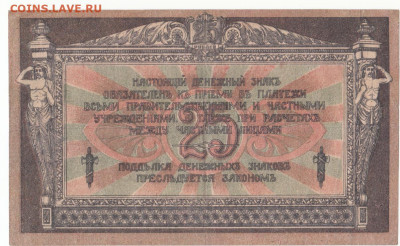 COINS.LAVE.RU
НАСТОЯЩІЙ ДЕНЕЖНЫЙ ЗНАКЪ
ОБЯЗАТЕЛЕНЪ КЪ ПРІЕМУ ВЪ ПЛАТЕЖИ
ВСѢМИ ПРАВИТЕЛЬСТВЕННЫМИ И ЧАСТНЫМИ
УЧРЕЖДЕНІЯМИ, ПРИ РАСЧЕТАХЪ
МЕЖДУ ЧАСТНЫМИ ЛИЦАМИ
25
ПОДДѢЛКА ДЕНЕЖНЫХЪ ЗНАКОВЪ
ПРЕСЛѢДУЕТСЯ ЗАКОНОМЪ